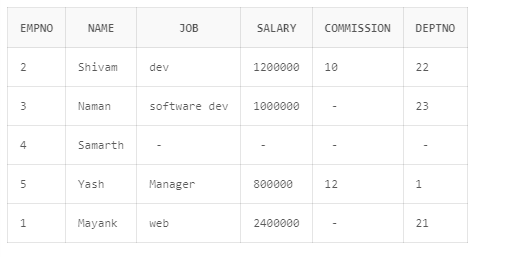 EMPNO NAME JOB SALARY COMMISSION DEPTNO
2 Shivam dev 1200000 10 22
3 Naman software dev 1000000 - 23
4 Samarth - - - -
5 Yash Manager 800000 12 1
1 Mayank web 2400000 - 21